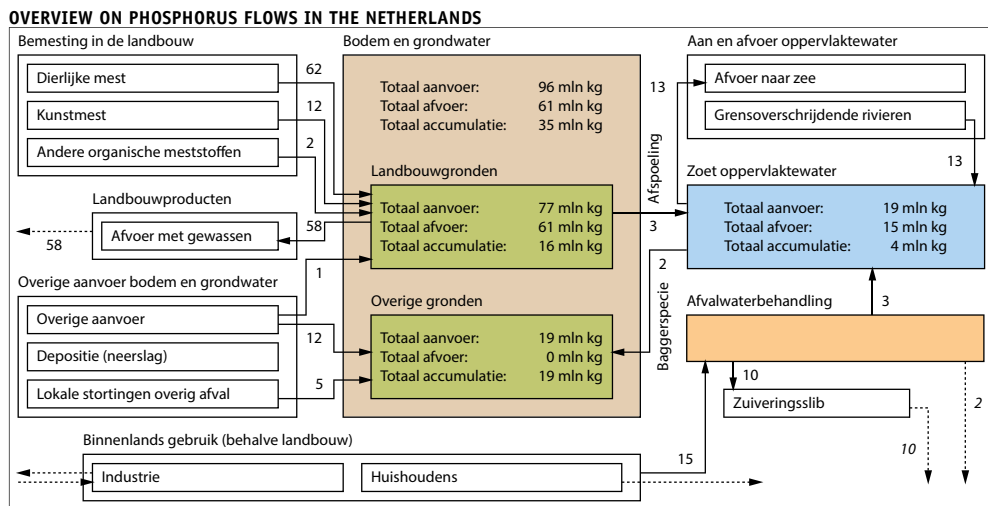 OVERVIEW ON PHOSPHORUS FLOWS IN THE NETHERLANDS
Bemesting in de landbouw
Dierlijke mest
62
Kunstmest
12
Andere organische meststoffen
2
Landbouwproducten
Afvoer met gewassen
58
58
Overige aanvoer bodem en grondwater
Overige aanvoer
1
12
Depositie (neerslag)
Lokale stortingen overig afval
5
Bodem en grondwater
Totaal aanvoer: 96 mln kg
Totaal afvoer: 61 mln kg
Totaal accumulatie: 35 mln kg
Landbouwgronden
Totaal aanvoer: 77 mln kg
Totaal afvoer: 61 mln kg
Totaal accumulatie: 16 mln kg
Overige gronden
Totaal aanvoer: 19 mln kg
Totaal afvoer: 0 mln kg
Totaal accumulatie: 19 mln kg
Afspoeling
3
13
2
Baggerspecie
Aan en afvoer oppervlaktewater
Afvoer naar zee
Grensoverschrijdende rivieren
13
Zoet oppervlaktewater
Totaal aanvoer: 19 mln kg
Totaal afvoer: 15 mln kg
Totaal accumulatie: 4 mln kg
Afvalwaterbehandling
3
10
Zuiveringsslib
2
10
Binnenlands gebruik (behalve landbouw)
Industrie
Huishoudens
15